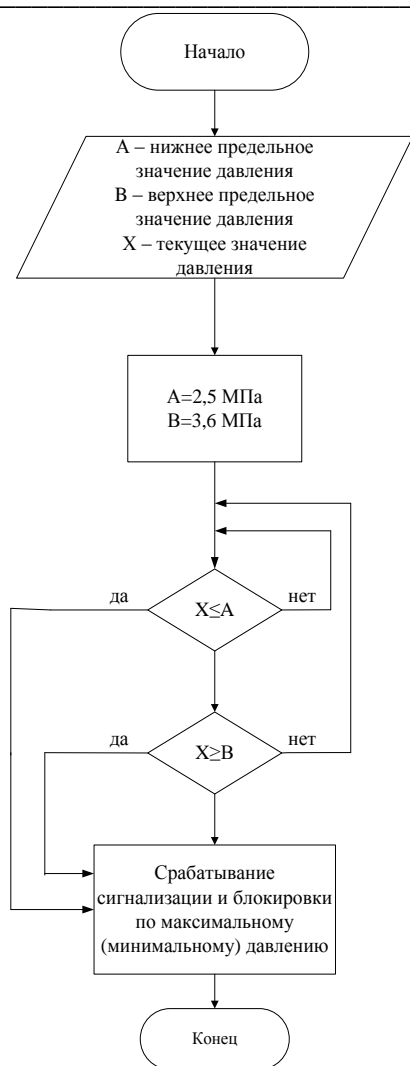 Начало
А – нижнее предельное
значение давления
В – верхнее предельное
значение давления
Х – текущее значение
давления
А=2,5 МПа
В=3,6 МПа
да
Х≤А
нет
да
Х≥В
нет
Срабатывание
сигнализации и блокировки
по максимальному
(минимальному) давлению
Конец